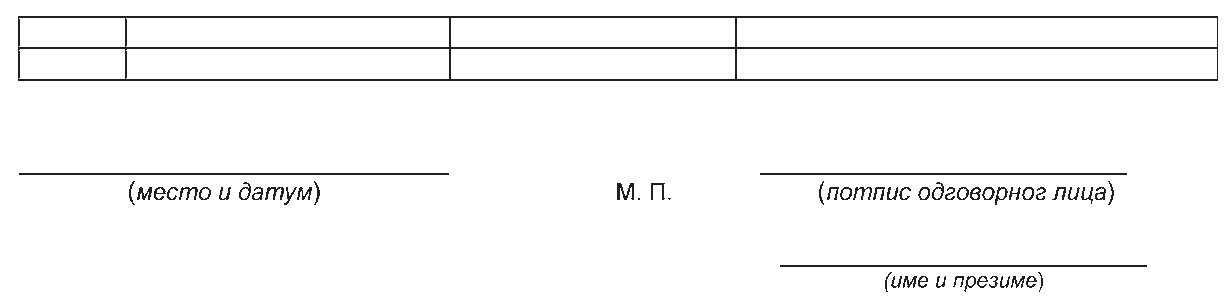 (место и датум) М. П. (потпис одговорног лица)
(име и презиме)